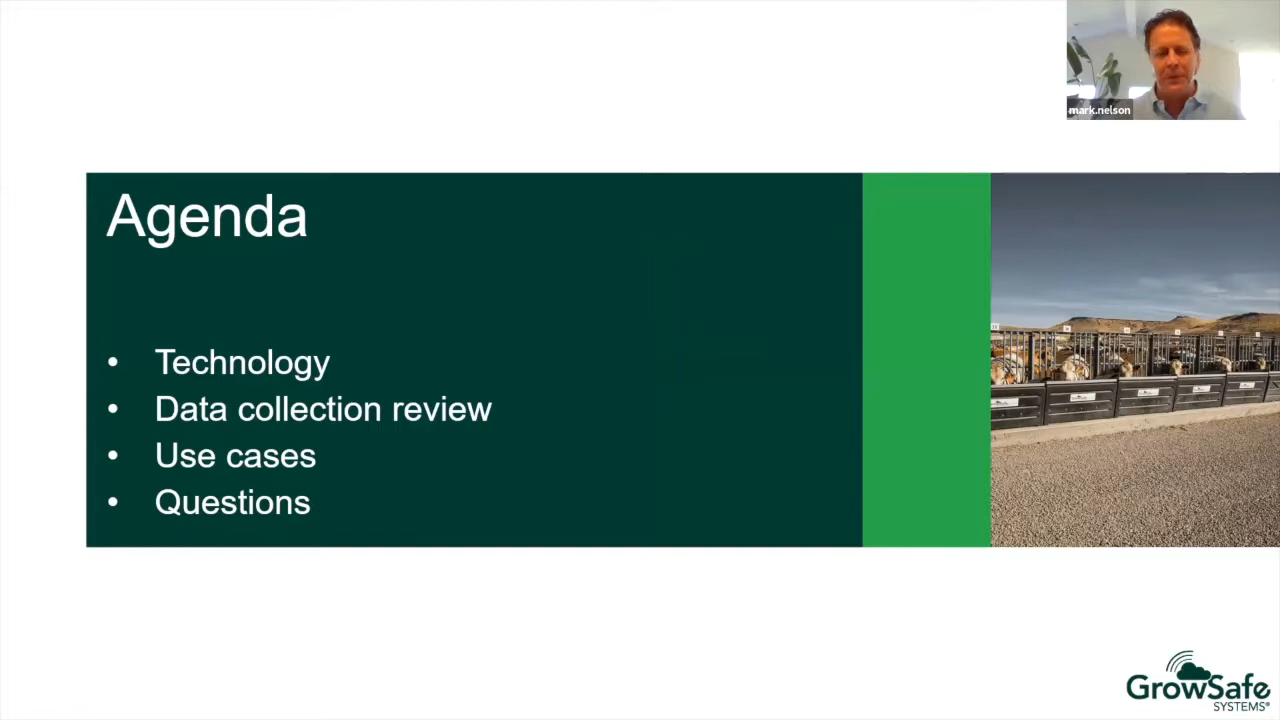 mark.nelson
Agenda
• Technology
• Data collection review
• Use cases
• Questions
GrowSafe
SYSTEMS®